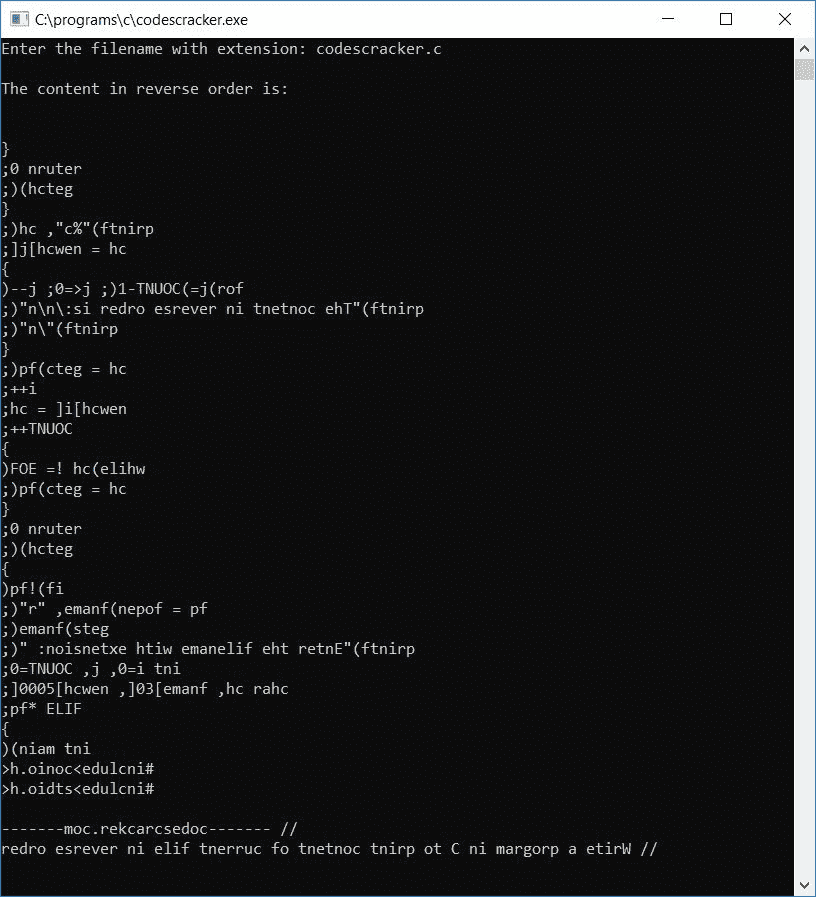 C:\programs\c\codescracker.exe
Enter the filename with extension: codescracker.c
The content in reverse order is:
}
;0 nruter
;)(hcteg
}
;)hc ,"c%"(ftnirp
;]j[hcwen = hc
{
)--j ;0=>j ;)1-TNUOC(=j(rof
;)"n\n\:si redro esrever ni tnetnoc ehT"(ftnirp
;)"n\"(ftnirp
}
;)pf(cteg = hc
;++i
;hc = ]i[hcwen
;++TNUOC
{
)FOE =! hc(elihw
;)pf(cteg = hc
}
;0 nruter
;)(hcteg
{
)pf!(fi
;)"r" ,emanf(nepof = pf
;)emanf(steg
;)" :noisnetxe htiw emanelif eht retnE"(ftnirp
;0=TNUOC ,j ,0=i tni
;]0005[hcwen ,]03[emanf ,hc rahc
;pf* ELIF
{
)(niam tni
>h.oinoc<edulcni#
>h.oidts<edulcni#
-------moc.rekcarcsedoc------- //
redro esrever ni elif tnerruc fo tnetnoc tnirp ot C ni margorp a etirW //